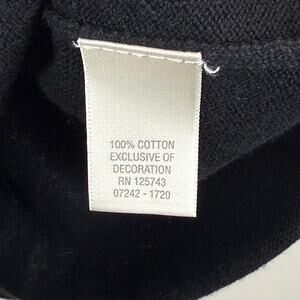 100% COTTON
EXCLUSIVE OF
DECORATION
RN 125743
07242 - 1720